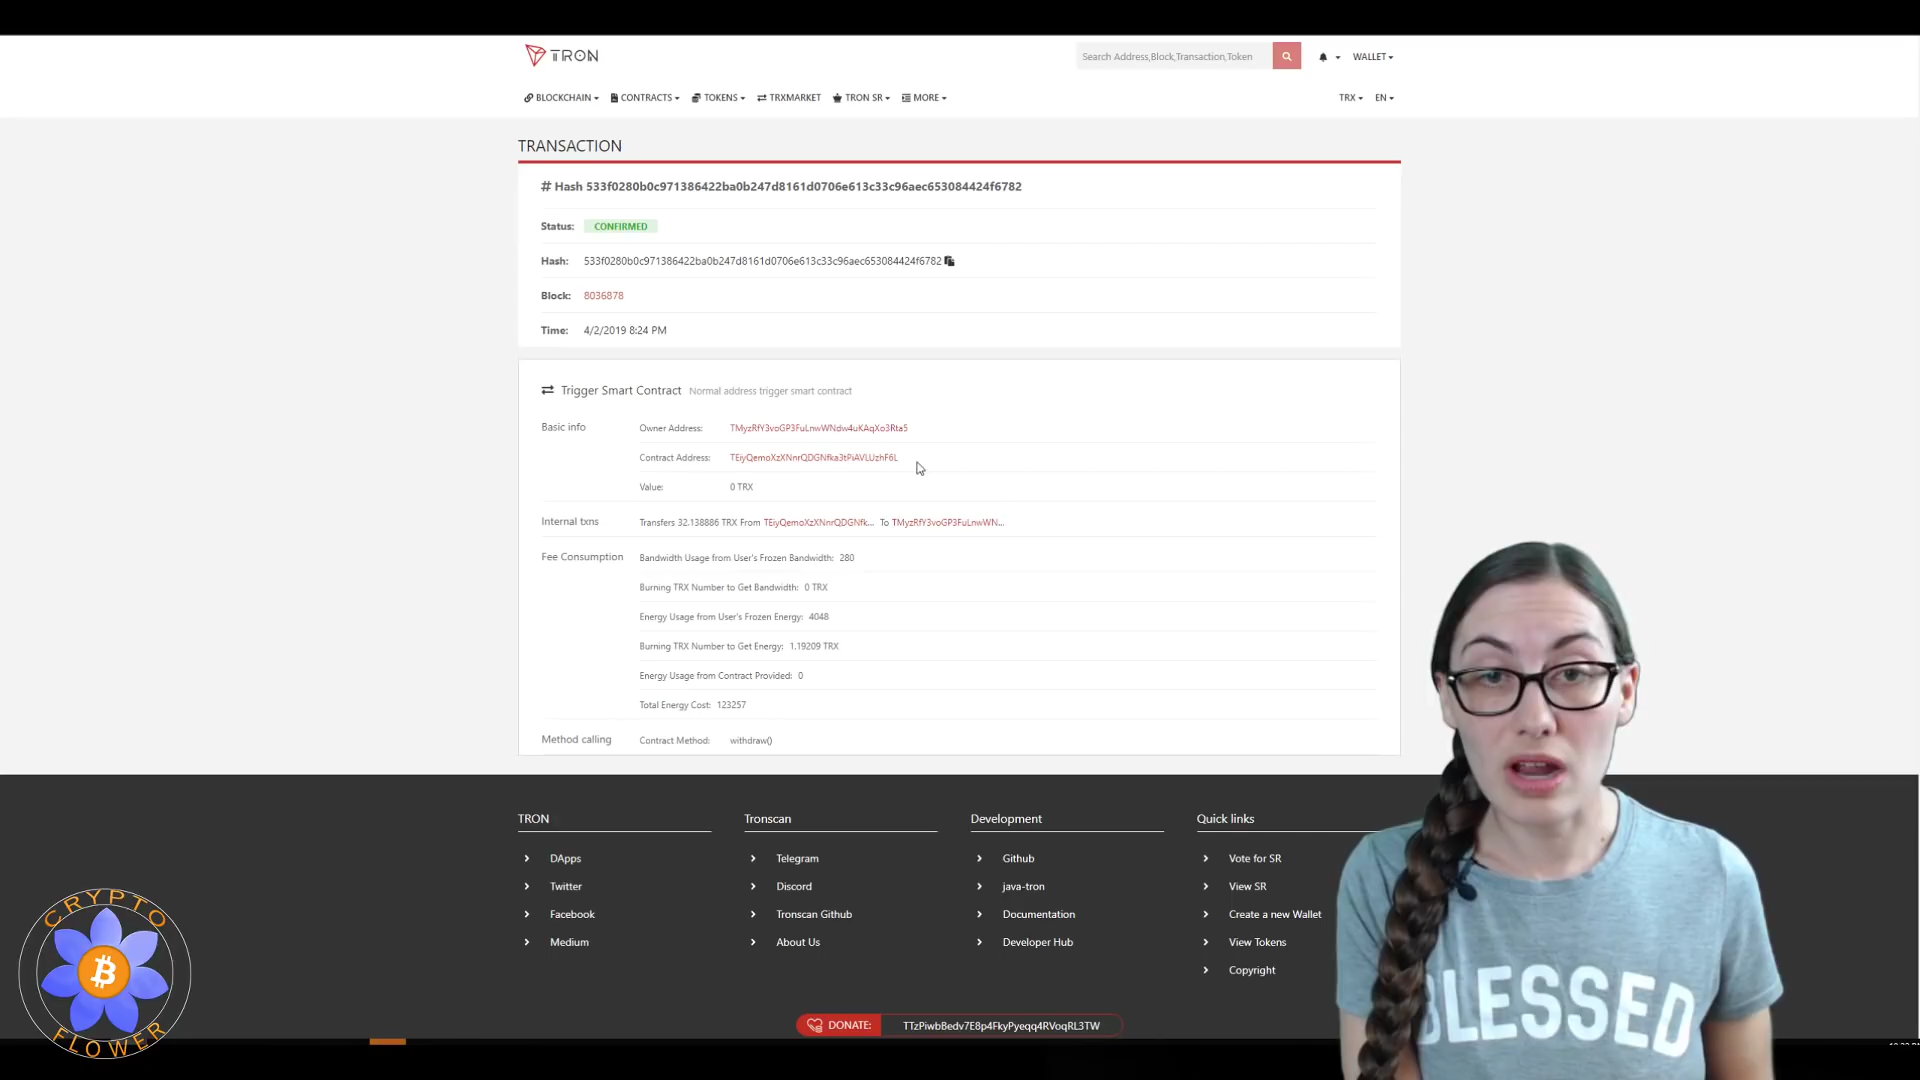 TRON
Search Address,Block,Transaction,Token
WALLET
BLOCKCHAIN CONTRACTS TOKENS TRXMARKET TRON SR MORE
TRX EN
TRANSACTION
# Hash 533f0280b0c971386422ba0b247d8161d0706e613c33c96aec653084424f6782
Status: CONFIRMED
Hash: 533f0280b0c971386422ba0b247d8161d0706e613c33c96aec653084424f6782
Block: 8036878
Time: 4/2/2019 8:24 PM
Trigger Smart Contract Normal address trigger smart contract
Basic info
Owner Address: TMyzRfY3voGP3FuLnwWNdw4uKAqXo3Rta5
Contract Address: TEiyQemoXzXNnrQDGNfka3tPiAVLUzhF6L
Value: 0 TRX
Internal txns Transfers 32.138886 TRX From TEiyQemoXzXNnrQDGNfk... To TMyzRfY3voGP3FuLnwWN...
Fee Consumption Bandwidth Usage from User's Frozen Bandwidth: 280
Burning TRX Number to Get Bandwidth: 0 TRX
Energy Usage from User's Frozen Energy: 4048
Burning TRX Number to Get Energy: 1.19209 TRX
Energy Usage from Contract Provided: 0
Total Energy Cost: 123257
Method calling Contract Method: withdraw()
TRON
DApps
Twitter
Facebook
Medium
Tronscan
Telegram
Discord
Tronscan Github
About Us
Development
Github
java-tron
Documentation
Developer Hub
Quick links
Vote for SR
View SR
Create a new Wallet
View Tokens
Copyright
DONATE: TTzPiwbBedv7E8p4FkyPyeqq4RVoqRL3TW
CRYPTO
FLOWER
BLESSED